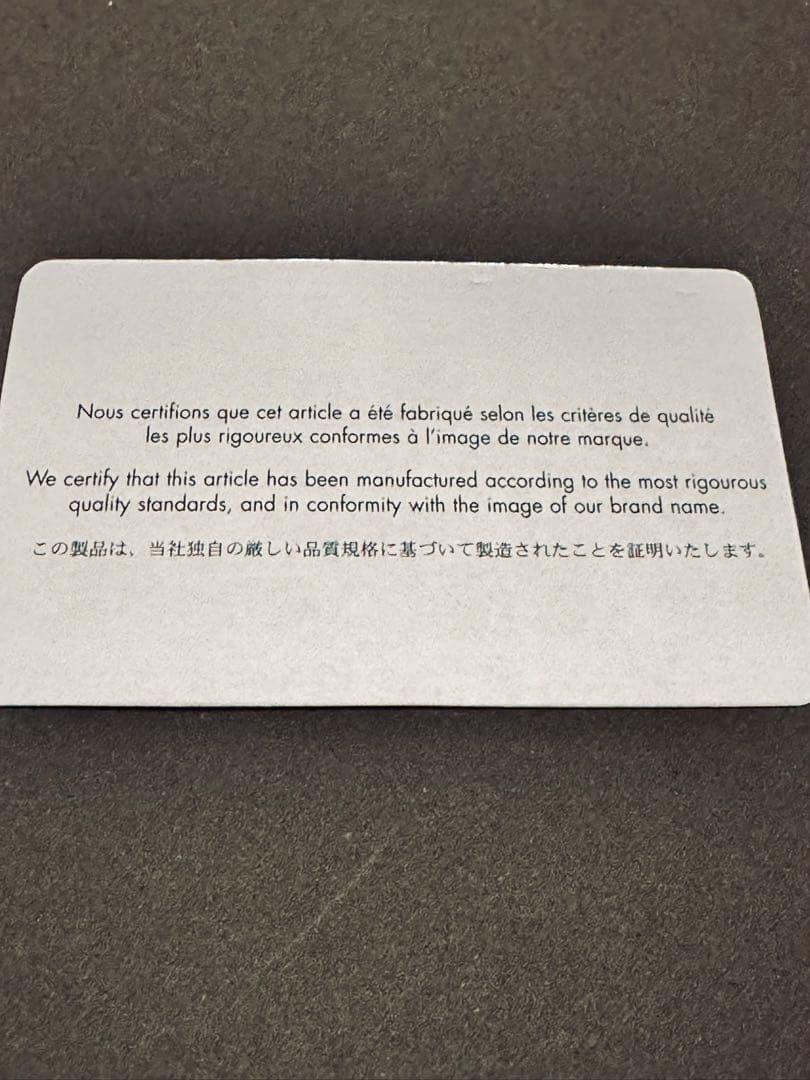 Nous certifions que cet article a été fabriqué selon les critères de qualité
les plus rigoureux conformes à l'image de notre marque.
We certify that this article has been manufactured according to the most rigourous
quality standards, and in conformity with the image of our brand name.
この製品は、当社独自の厳しい品質規格に基づいて製造されたことを証明いたします。